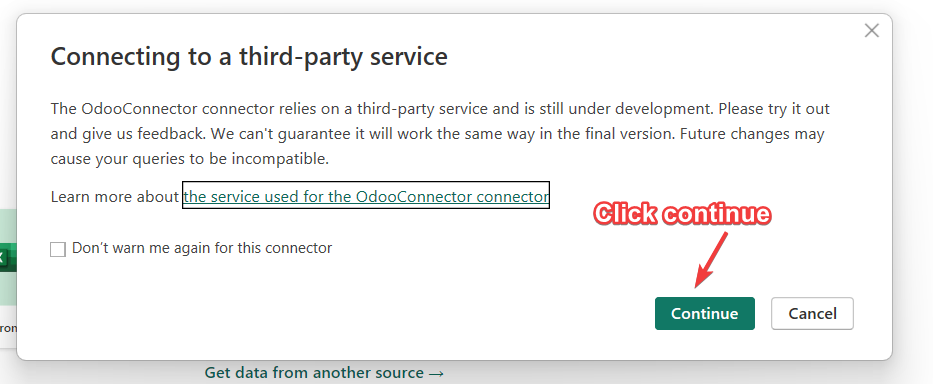 Connecting to a third-party service
The OdooConnector connector relies on a third-party service and is still under development. Please try it out
and give us feedback. We can't guarantee it will work the same way in the final version. Future changes may
cause your queries to be incompatible.
Learn more about the service used for the OdooConnector connector
Click continue
Don't warn me again for this connector
Continue
Cancel
Get data from another source →